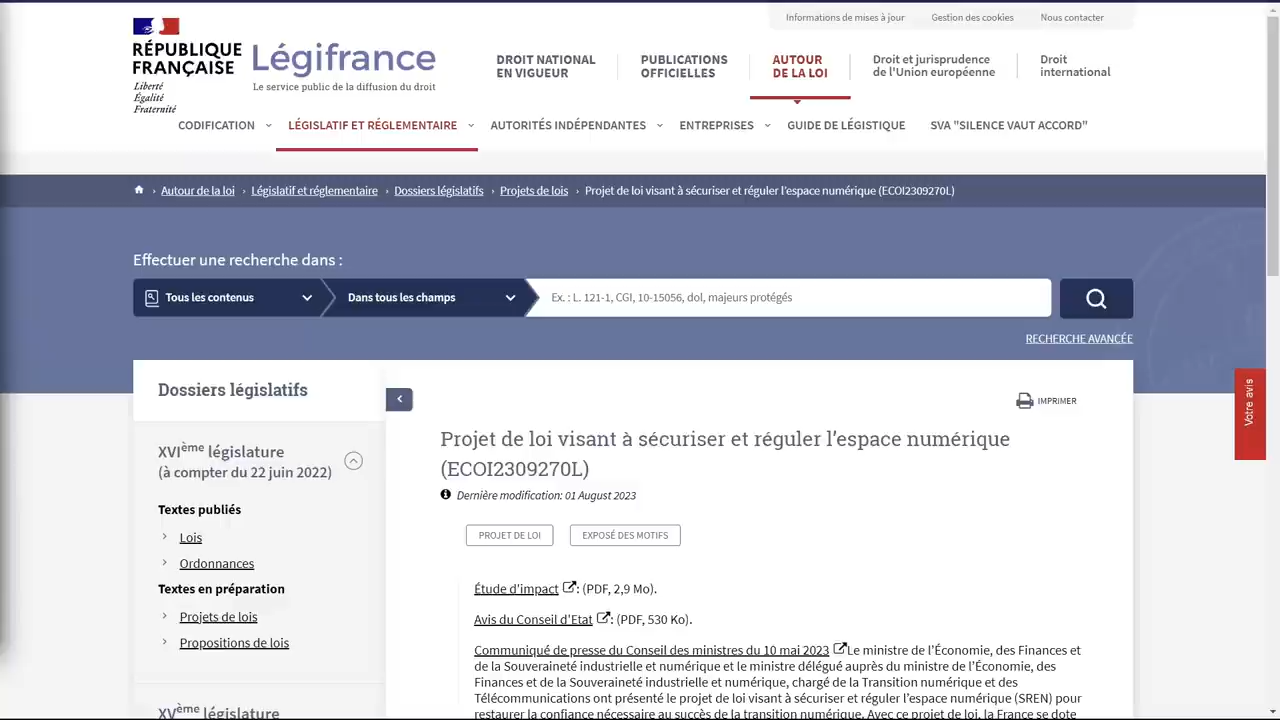 Informations de mises à jour Gestion des cookies Nous contacter
RÉPUBLIQUE
FRANÇAISE
Liberté
Égalité
Fraternité
Légifrance
Le service public de la diffusion du droit
DROIT NATIONAL
EN VIGUEUR
PUBLICATIONS
OFFICIELLES
AUTOUR
DE LA LOI
Droit et jurisprudence
de l'Union européenne
Droit
international
CODIFICATION LÉGISLATIF ET RÉGLEMENTAIRE AUTORITÉS INDÉPENDANTES ENTREPRISES GUIDE DE LÉGISTIQUE SVA "SILENCE VAUT ACCORD"
Autour de la loi › Législatif et réglementaire › Dossiers législatifs › Projets de lois › Projet de loi visant à sécuriser et réguler l'espace numérique (ECOI2309270L)
Effectuer une recherche dans :
Tous les contenus Dans tous les champs Ex. : L. 121-1, CGI, 10-15056, dol, majeurs protégés
RECHERCHE AVANCÉE
Votre avis
Dossiers législatifs
XVIème législature
(à compter du 22 juin 2022)
Textes publiés
Lois
Ordonnances
Textes en préparation
Projets de lois
Propositions de lois
XVème législature
IMPRIMER
Projet de loi visant à sécuriser et réguler l’espace numérique
(ECOI2309270L)
Dernière modification: 01 August 2023
PROJET DE LOI EXPOSÉ DES MOTIFS
Étude d'impact : (PDF, 2,9 Mo).
Avis du Conseil d'Etat : (PDF, 530 Ko).
Communiqué de presse du Conseil des ministres du 10 mai 2023 Le ministre de l’Économie, des Finances et
de la Souveraineté industrielle et numérique et le ministre délégué auprès du ministre de l’Économie, des
Finances et de la Souveraineté industrielle et numérique, chargé de la Transition numérique et des
Télécommunications ont présenté le projet de loi visant à sécuriser et réguler l’espace numérique (SREN) pour
restaurer la confiance nécessaire au succès de la transition numérique. Avec ce projet de loi, la France se dote